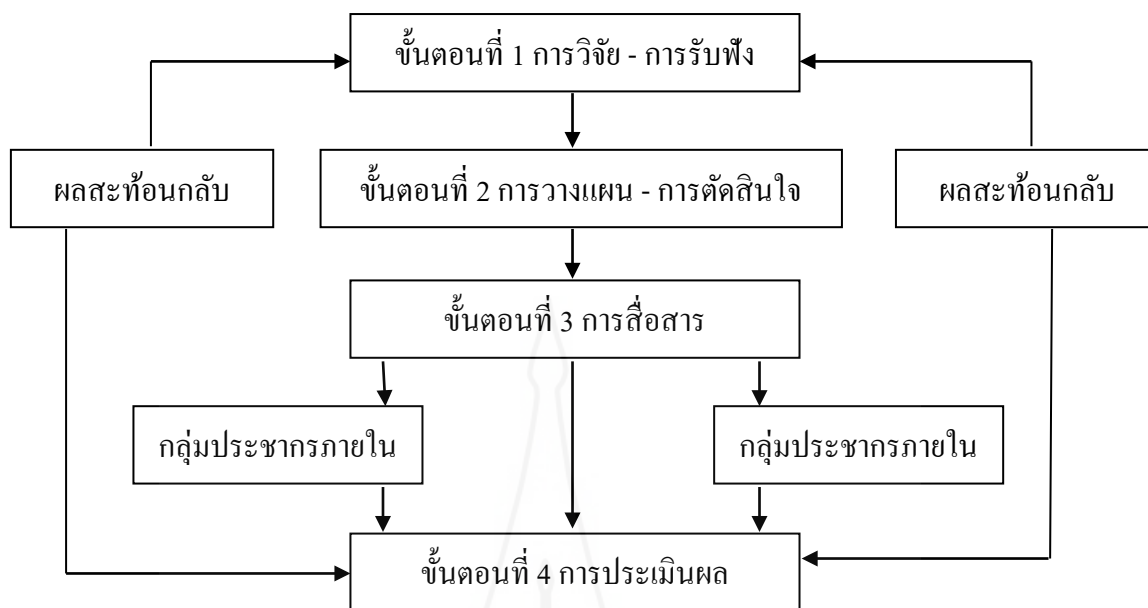 ขั้นตอนที่ 1 การวิจัย - การรับฟัง
ผลสะท้อนกลับ
ขั้นตอนที่ 2 การวางแผน - การตัดสินใจ
ผลสะท้อนกลับ
ขั้นตอนที่ 3 การสื่อสาร
กลุ่มประชากรภายใน
กลุ่มประชากรภายใน
ขั้นตอนที่ 4 การประเมินผล